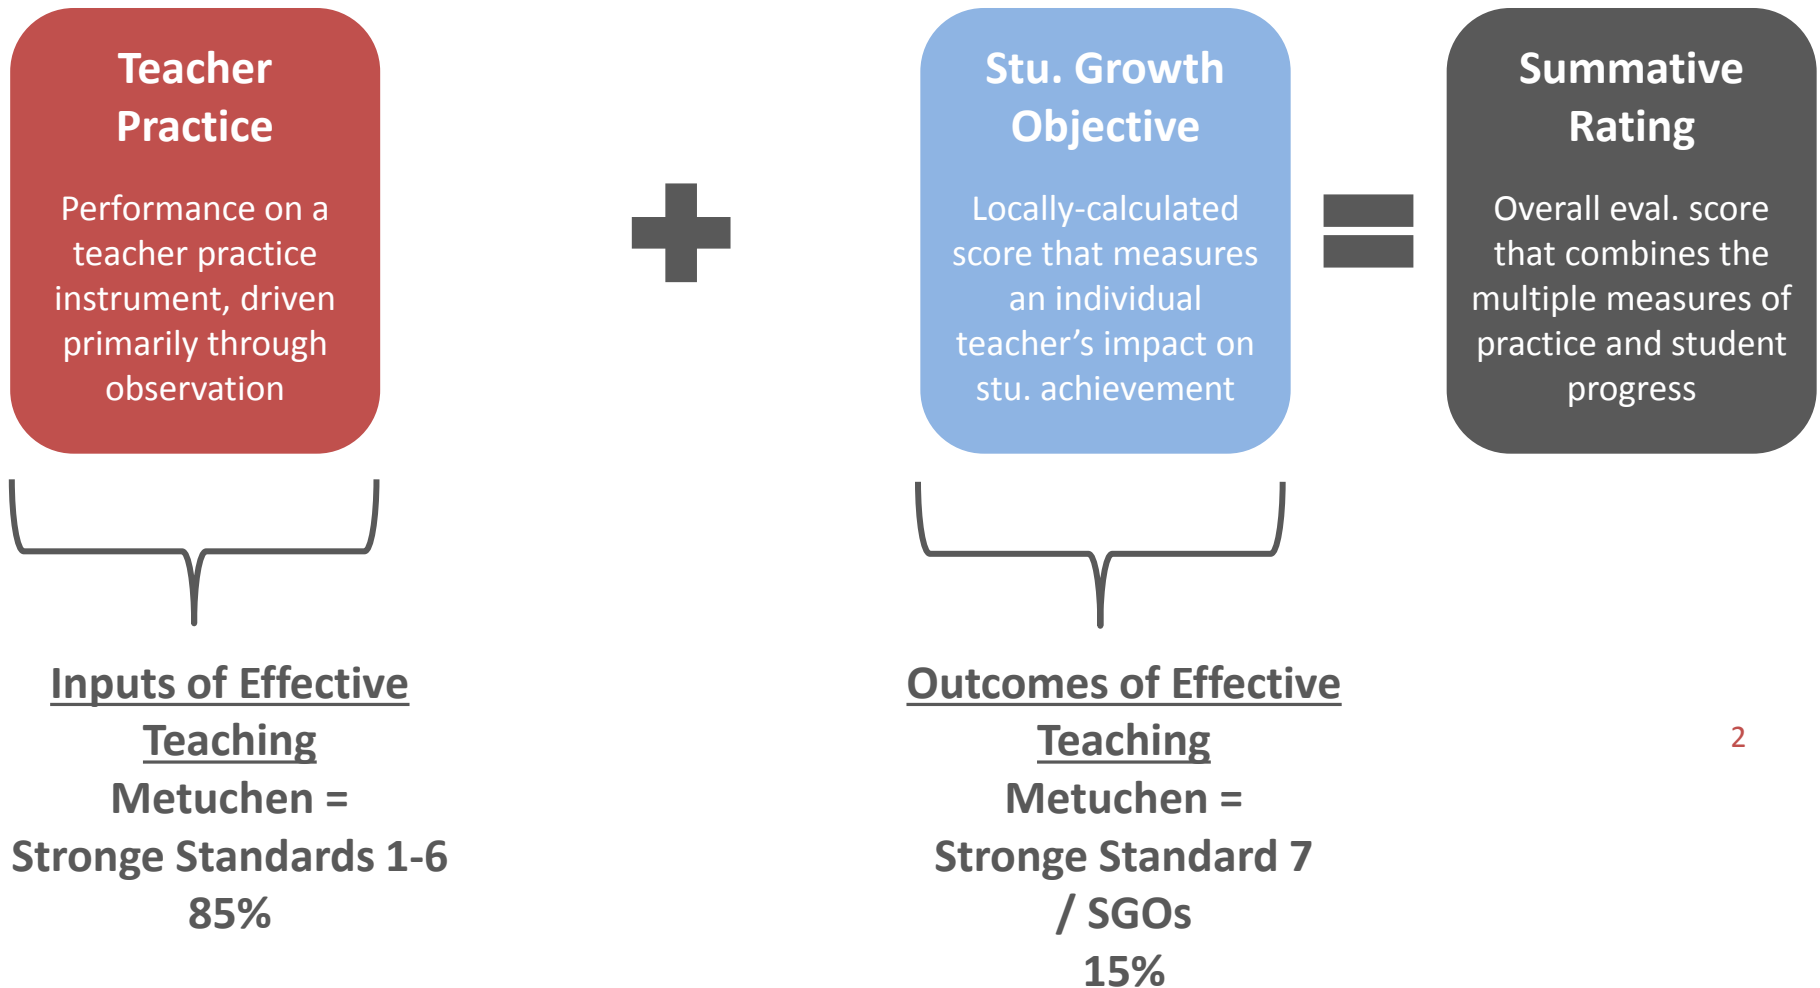 Teacher
Practice
Performance on a
teacher practice
instrument, driven
primarily through
observation
Stu. Growth
Objective
Locally-calculated
score that measures
an individual
teacher’s impact on
stu. achievement
Summative
Rating
Overall eval. score
that combines the
multiple measures of
practice and student
progress
Inputs of Effective
Teaching
Metuchen =
Stronge Standards 1-6
85%
Outcomes of Effective
Teaching
Metuchen =
Stronge Standard 7
/ SGOs
15%
2